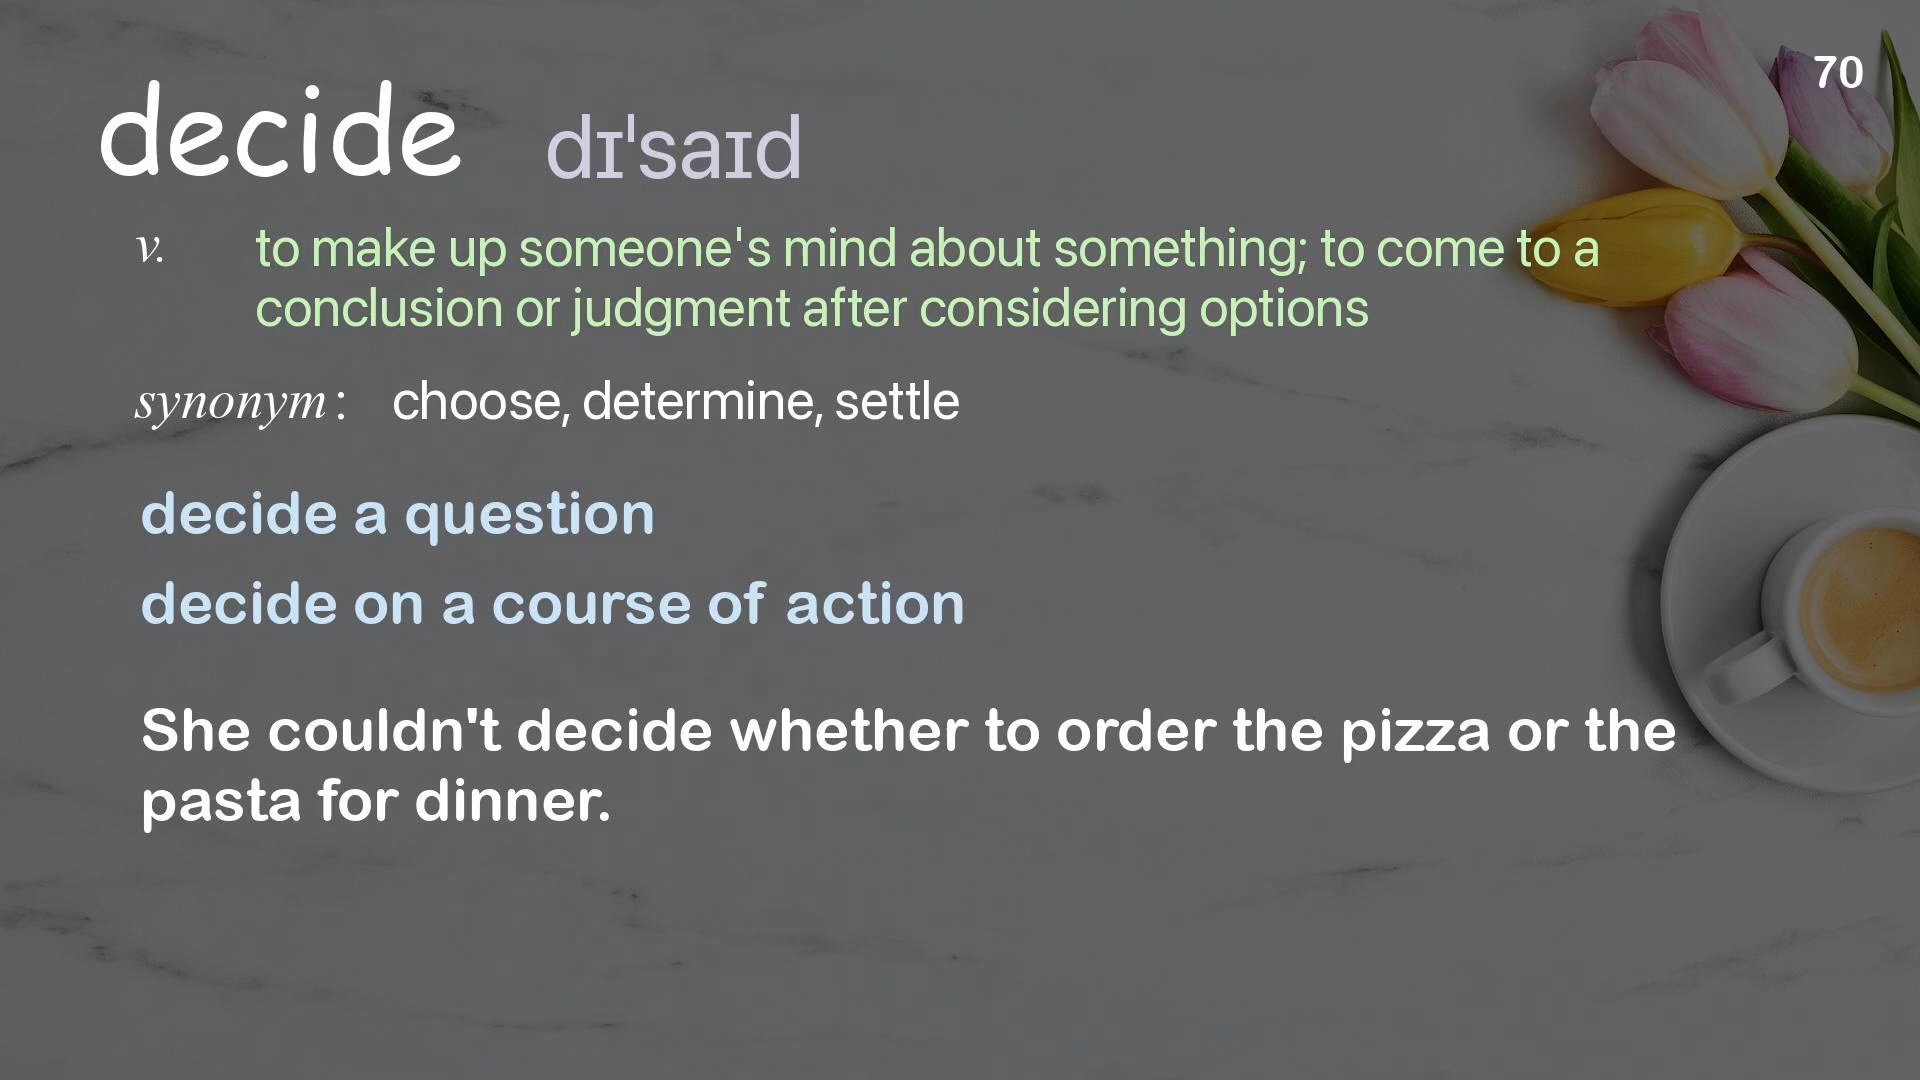 70
decide dɪˈsaɪd
v. to make up someone's mind about something; to come to a
conclusion or judgment after considering options
synonym: choose, determine, settle
decide a question
decide on a course of action
She couldn't decide whether to order the pizza or the
pasta for dinner.